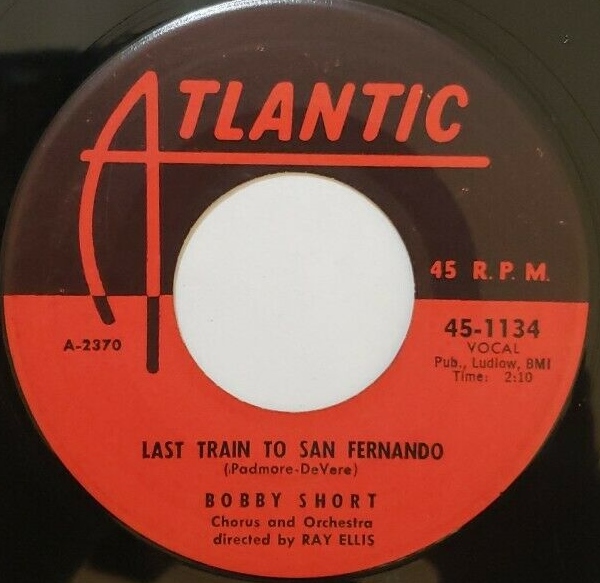 ATLANTIC
45 R.P.M.
A-2370
45-1134
VOCAL
Pub., Ludlow, BMI
Time: 2:10
LAST TRAIN TO SAN FERNANDO
(Padmore-DeVere)
BOBBY SHORT
Chorus and Orchestra
directed by RAY ELLIS